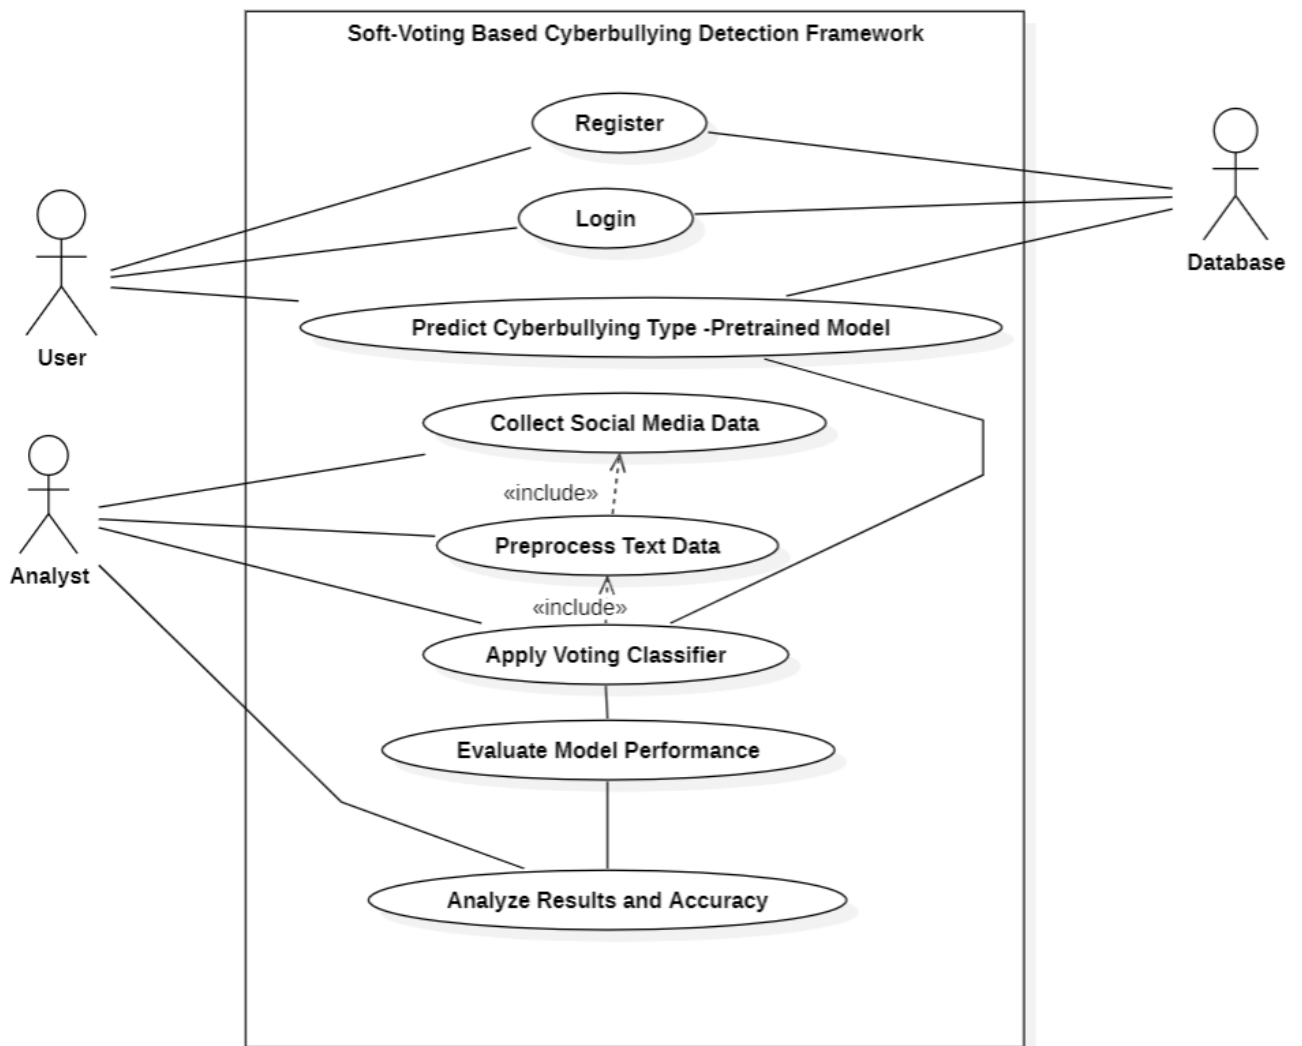 Soft-Voting Based Cyberbullying Detection Framework
Register
Login
Database
Predict Cyberbullying Type -Pretrained Model
User
Collect Social Media Data
«include»
Preprocess Text Data
Analyst
«include»
Apply Voting Classifier
Evaluate Model Performance
Analyze Results and Accuracy